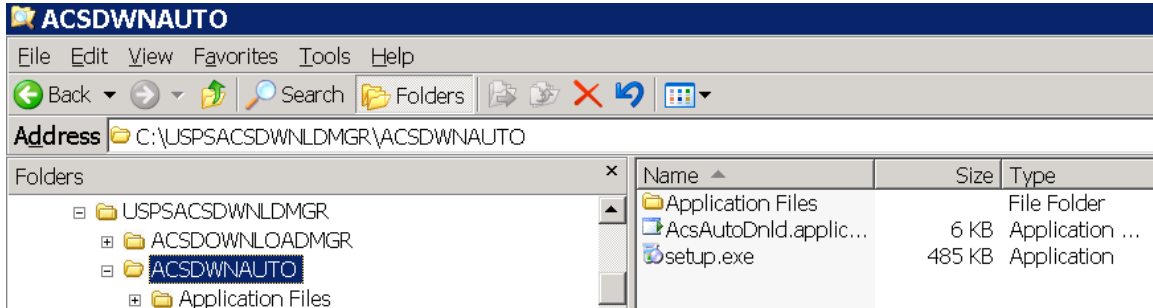 ACSDWNAUTO
File Edit View Favorites Tools Help
Back Search Folders
Address C:\USPSACSDWNLDMGR\ACSDWNAUTO
Folders x Name Size Type
USPSACSDWNLDMGR Application Files File Folder
ACSDOWNLOADMGR AcsAutoDnld.applic... 6 KB Application ...
ACSDWNAUTO setup.exe 485 KB Application
Application Files